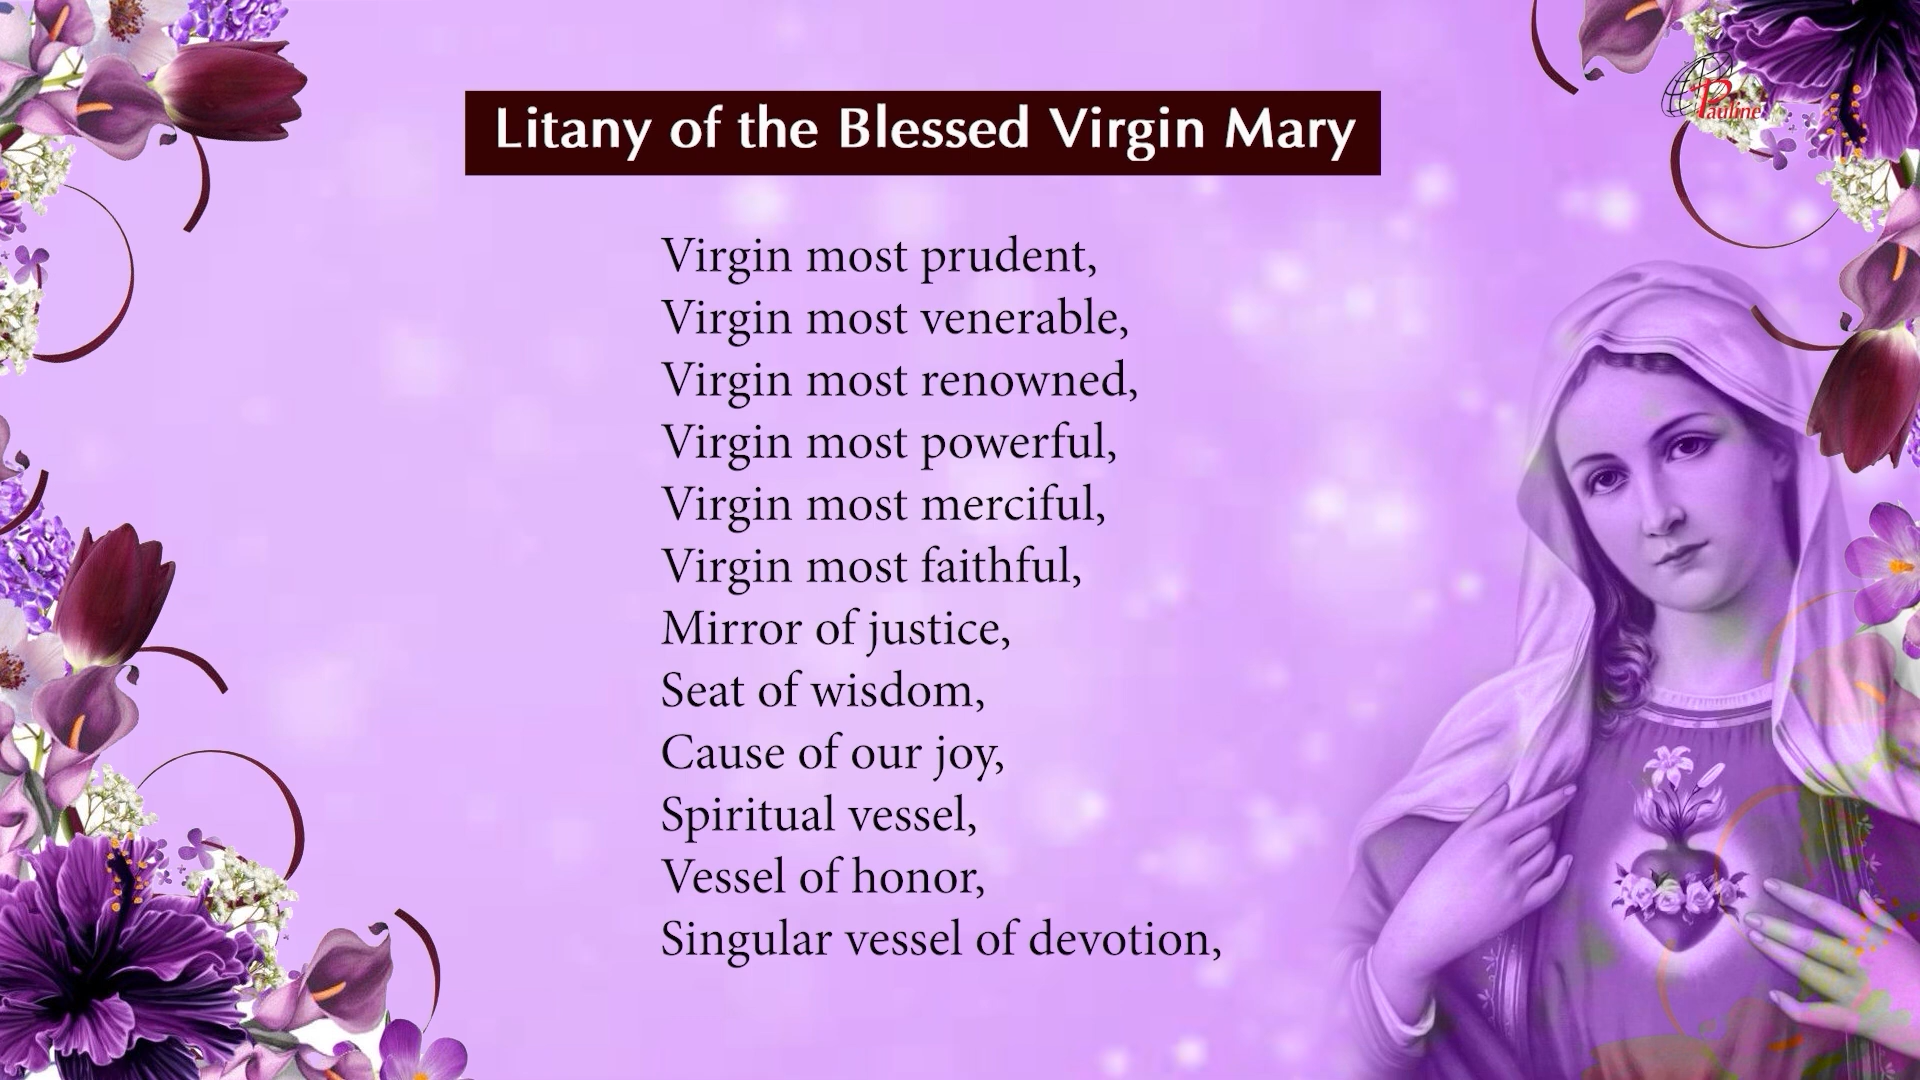 Litany of the Blessed Virgin Mary
Pauline
Virgin most prudent,
Virgin most venerable,
Virgin most renowned,
Virgin most powerful,
Virgin most merciful,
Virgin most faithful,
Mirror of justice,
Seat of wisdom,
Cause of our joy,
Spiritual vessel,
Vessel of honor,
Singular vessel of devotion,